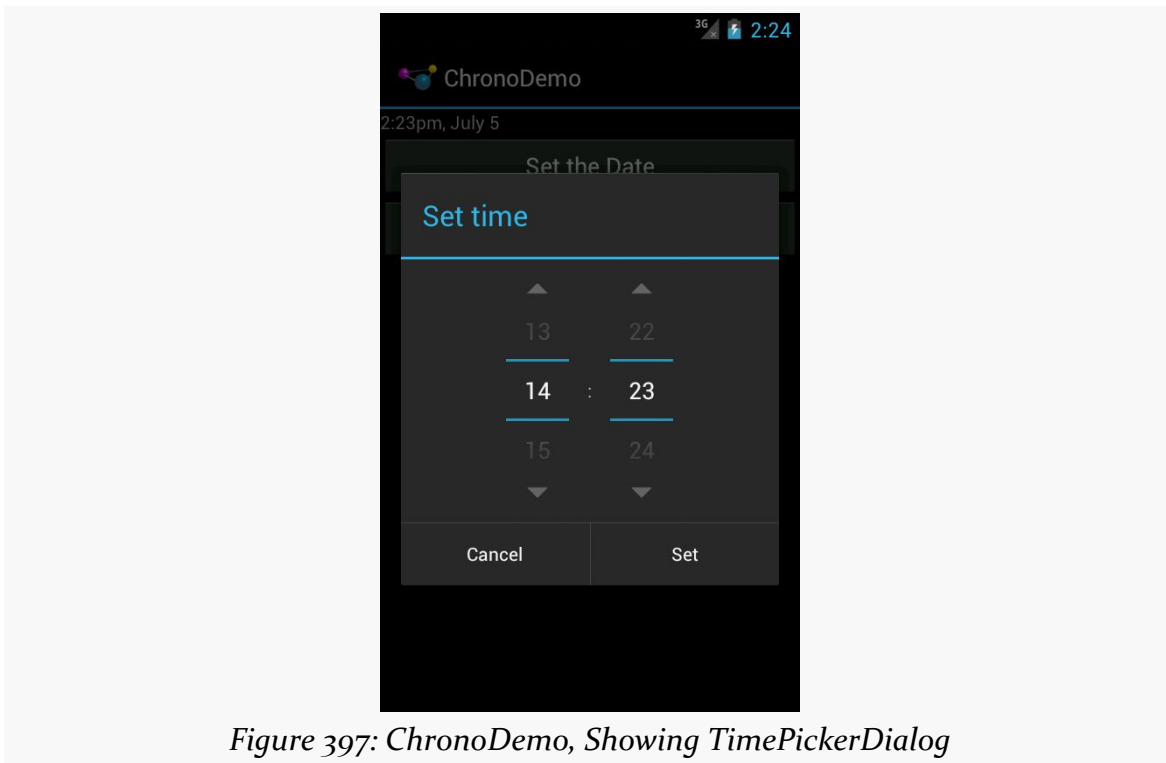 3G 2:24
ChronoDemo
2:23pm, July 5
Set the Date
Set time
13 22
14 : 23
15 24
Cancel Set
Figure 397: ChronoDemo, Showing TimePickerDialog